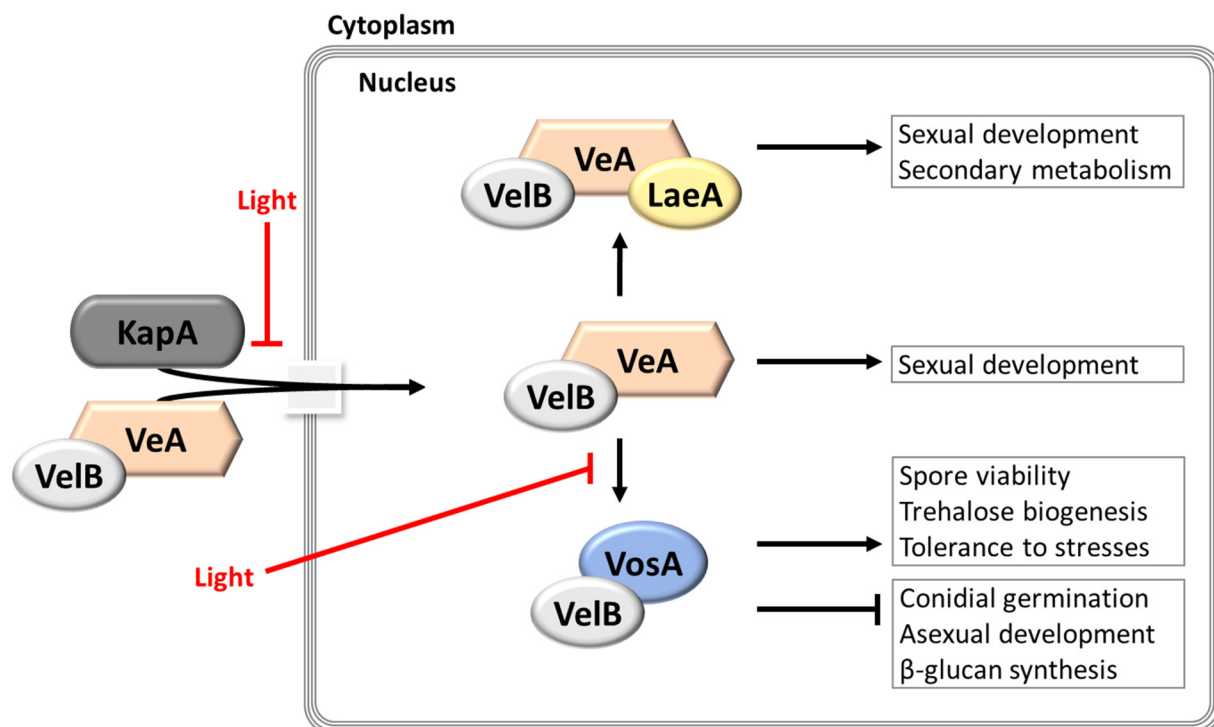 Cytoplasm
Nucleus
VeA
VelB
LaeA
Sexual development
Secondary metabolism
Light
KapA
VeA
VelB
VeA
VelB
Sexual development
Light
VosA
VelB
Spore viability
Trehalose biogenesis
Tolerance to stresses
Conidial germination
Asexual development
β-glucan synthesis